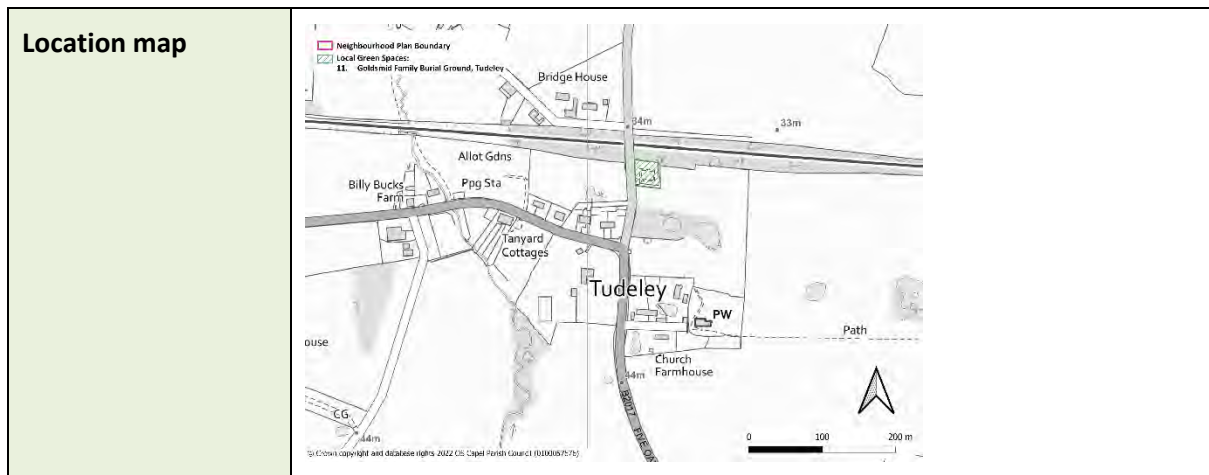 Location map
Neighbourhood Plan Boundary
Local Green Spaces:
11. Goldsmid Family Burial Ground, Tudeley
Bridge House
34m
33m
Allot Gdns
Billy Bucks
Farm
Ppg Sta
Tanyard
Cottages
Tudeley
PW
Path
ouse
Church
Farmhouse
44m
CG
44m
B2017
0 100 200 m
© Crown copyright and database rights 2022 OS Capel Parish Council